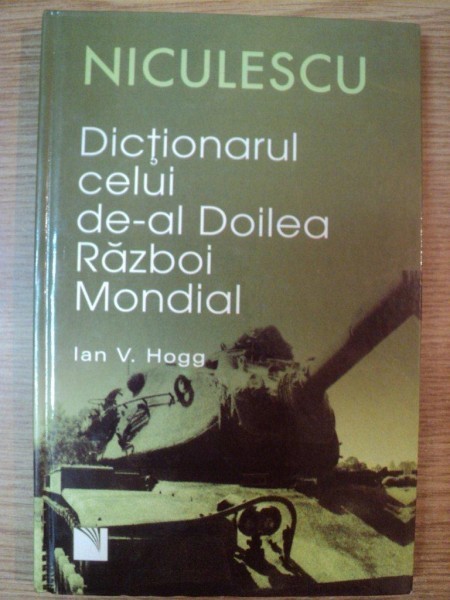 NICULESCU
Dicţionarul
celui
de-al Doilea
Război
Mondial
Ian V. Hogg